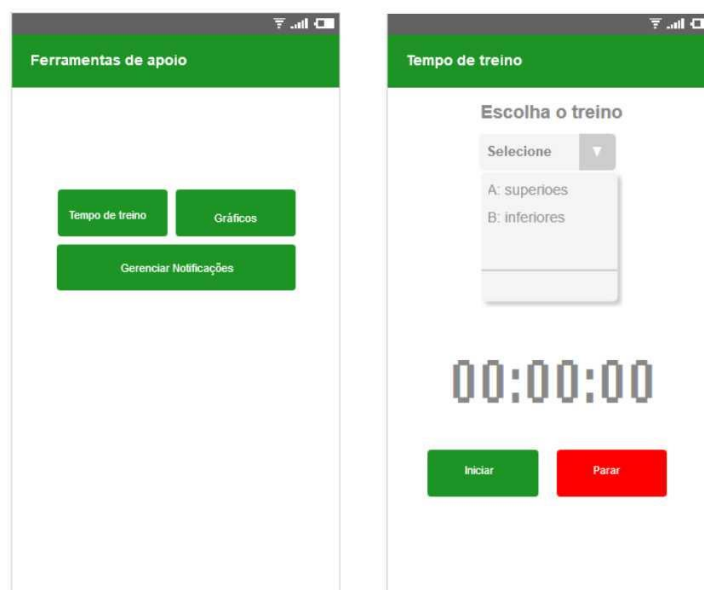 Ferramentas de apoio
Tempo de treino
Gráficos
Gerenciar Notificações
Tempo de treino
Escolha o treino
Selecione
A: superioes
B: inferiores
00:00:00
Iniciar
Parar